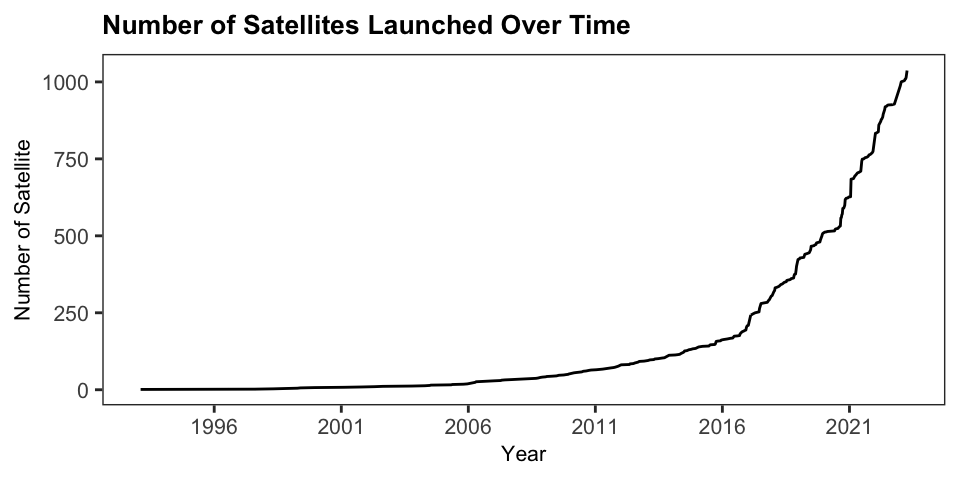 Number of Satellites Launched Over Time
1000
750
500
250
0
Number of Satellite
1996 2001 2006 2011 2016 2021
Year